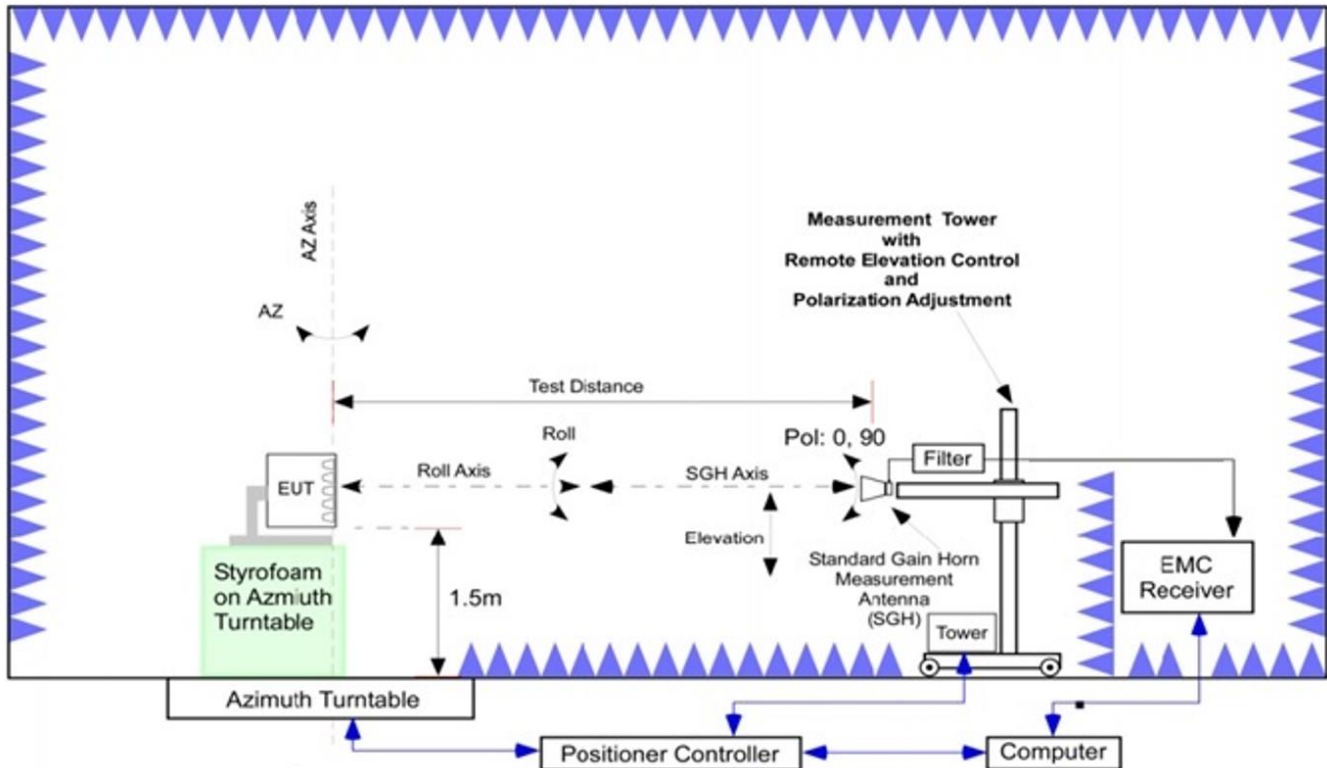 AZ Axis
AZ
Measurement Tower
with
Remote Elevation Control
and
Polarization Adjustment
Test Distance
Roll
Pol: 0, 90
Filter
EUT
Roll Axis
SGH Axis
Elevation
Standard Gain Horn
Measurement
Antenna
(SGH)
Styrofoam
on Azmiuth
Turntable
1.5m
Tower
EMC
Receiver
Azimuth Turntable
Positioner Controller
Computer